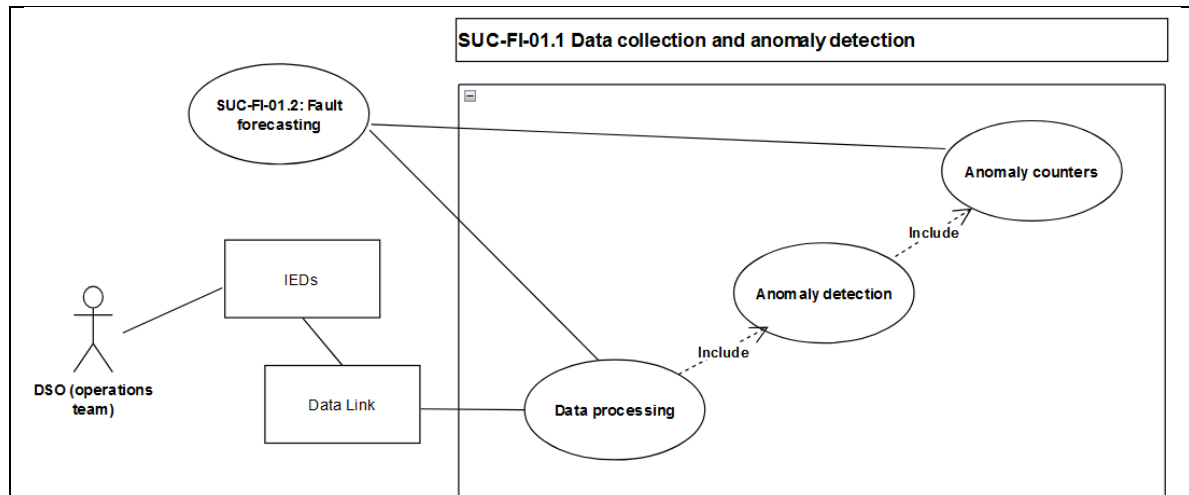 SUC-FI-01.1 Data collection and anomaly detection
SUC-FI-01.2: Fault
forecasting
Anomaly counters
Include
IEDs
Anomaly detection
Include
DSO (operations
team)
Data Link
Data processing